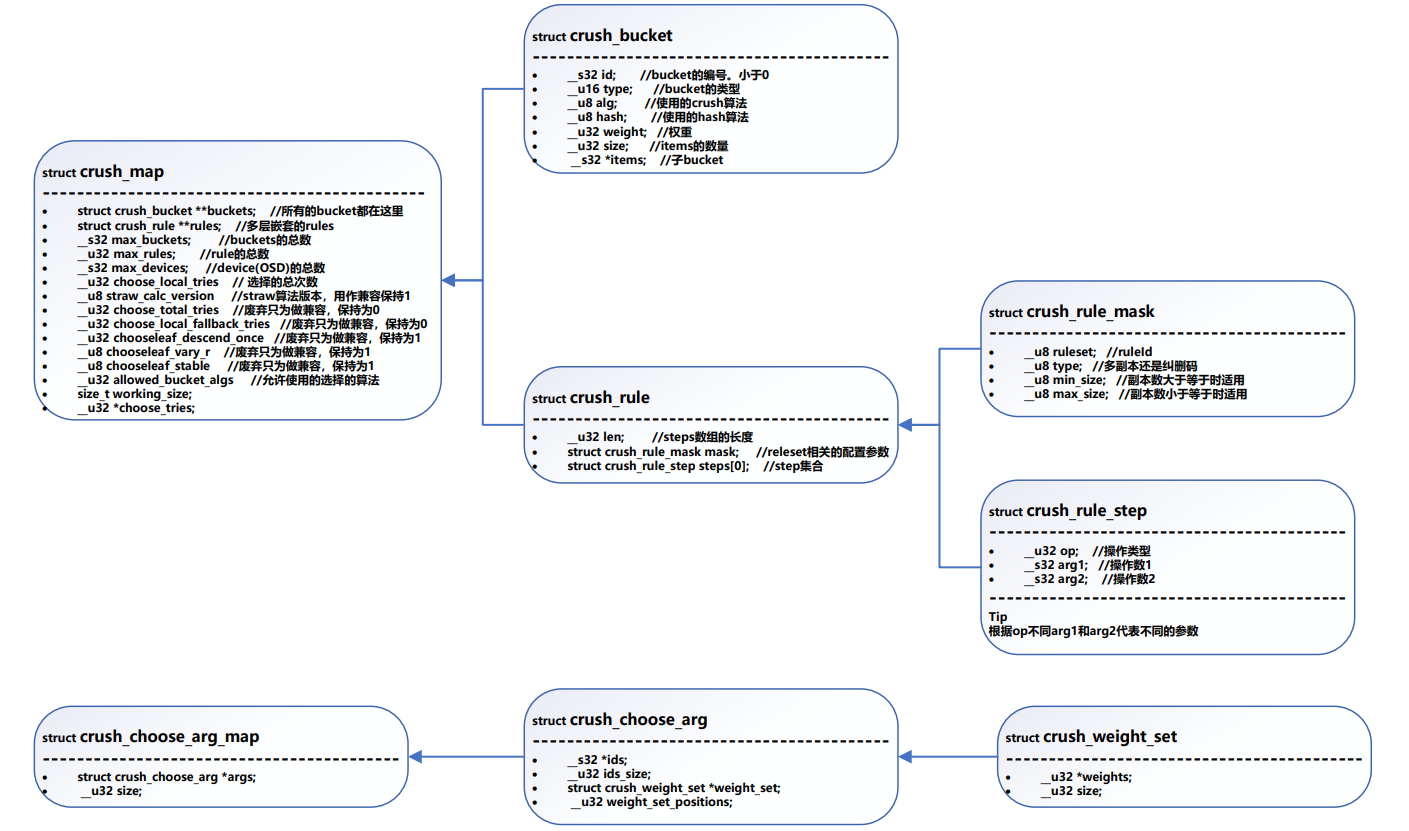 struct crush_bucket
• __s32 id; //bucket的编号。小于0
• __u16 type; //bucket的类型
• __u8 alg; //使用的crush算法
• __u8 hash; //使用的hash算法
• __u32 weight; //权重
• __u32 size; //items的数量
• __s32 *items; //子bucket
struct crush_map
• struct crush_bucket **buckets; //所有的bucket都在这里
• struct crush_rule **rules; //多层嵌套的rules
• __s32 max_buckets; //buckets的总数
• __u32 max_rules; //rule的总数
• __s32 max_devices; //device(OSD)的总数
• __u32 choose_local_tries // 选择的总次数
• __u8 straw_calc_version //straw算法版本，用作兼容保持1
• __u32 choose_total_tries //废弃只为做兼容，保持为0
• __u32 choose_local_fallback_tries //废弃只为做兼容，保持为0
• __u32 chooseleaf_descend_once //废弃只为做兼容，保持为1
• __u8 chooseleaf_vary_r //废弃只为做兼容，保持为1
• __u8 chooseleaf_stable //废弃只为做兼容，保持为1
• __u32 allowed_bucket_algs //允许使用的选择的算法
• size_t working_size;
• __u32 *choose_tries;
struct crush_rule
• __u32 len; //steps数组的长度
• struct crush_rule_mask mask; //releset相关的配置参数
• struct crush_rule_step steps[0]; //step集合
struct crush_rule_mask
• __u8 ruleset; //ruleId
• __u8 type; //多副本还是纠删码
• __u8 min_size; //副本数大于等于时适用
• __u8 max_size; //副本数小于等于时适用
struct crush_rule_step
• __u32 op; //操作类型
• __s32 arg1; //操作数1
• __s32 arg2; //操作数2
Tip
根据op不同arg1和arg2代表不同的参数
struct crush_choose_arg_map
• struct crush_choose_arg *args;
• __u32 size;
struct crush_choose_arg
• __s32 *ids;
• __u32 ids_size;
• struct crush_weight_set *weight_set;
• __u32 weight_set_positions;
struct crush_weight_set
• __u32 *weights;
• __u32 size;